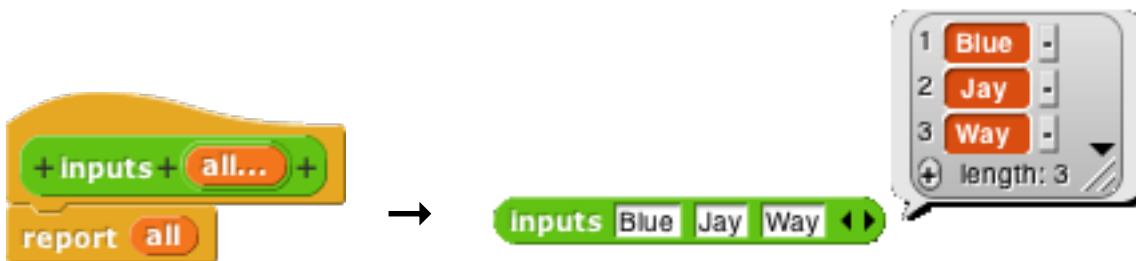 + inputs + all... +
report all
inputs Blue Jay Way
1 Blue -
2 Jay -
3 Way -
+ length: 3